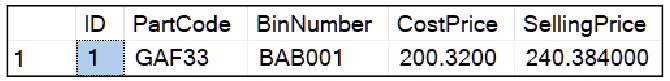 ID PartCode BinNumber CostPrice SellingPrice
1 1 GAF33 BAB001 200.3200 240.384000